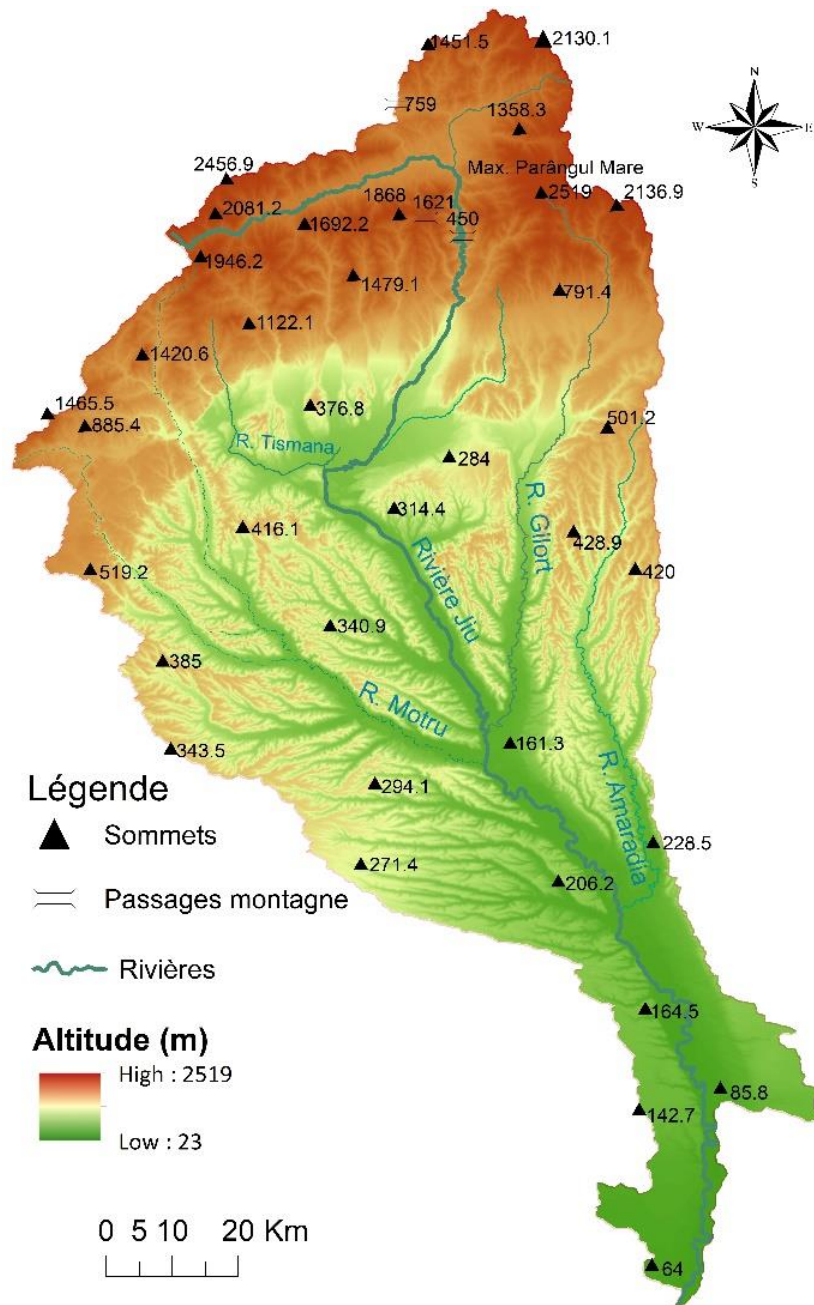 1451.5
2130.1
759
1358.3
N
W
E
S
2456.9
Max. Parângul Mare
2519
2136.9
2081.2
1868
1621
1692.2
450
1946.2
1479.1
791.4
1122.1
1420.6
1465.5
885.4
376.8
501.2
R. Tismana
284
314.4
R. Gilort
416.1
428.9
Rivière Jiu
519.2
420
340.9
385
R. Motru
343.5
161.3
294.1
R. Amaradia
228.5
271.4
206.2
164.5
85.8
142.7
64
Légende
Sommets
Passages montagne
Rivières
Altitude (m)
High : 2519
Low : 23
0 5 10 20 Km